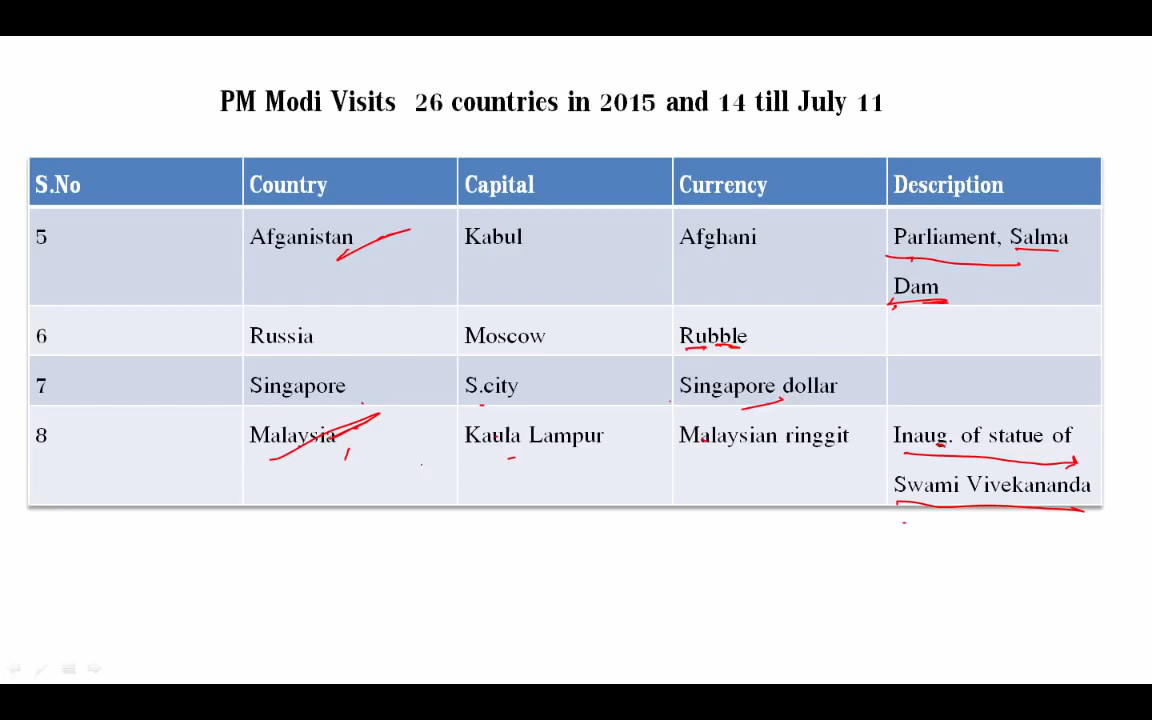 PM Modi Visits 26 countries in 2015 and 14 till July 11
S.No Country Capital Currency Description
5 Afganistan Kabul Afghani Parliament, Salma
Dam
6 Russia Moscow Rubble
7 Singapore S.city Singapore dollar
8 Malaysia Kaula Lampur Malaysian ringgit Inaug. of statue of
Swami Vivekananda